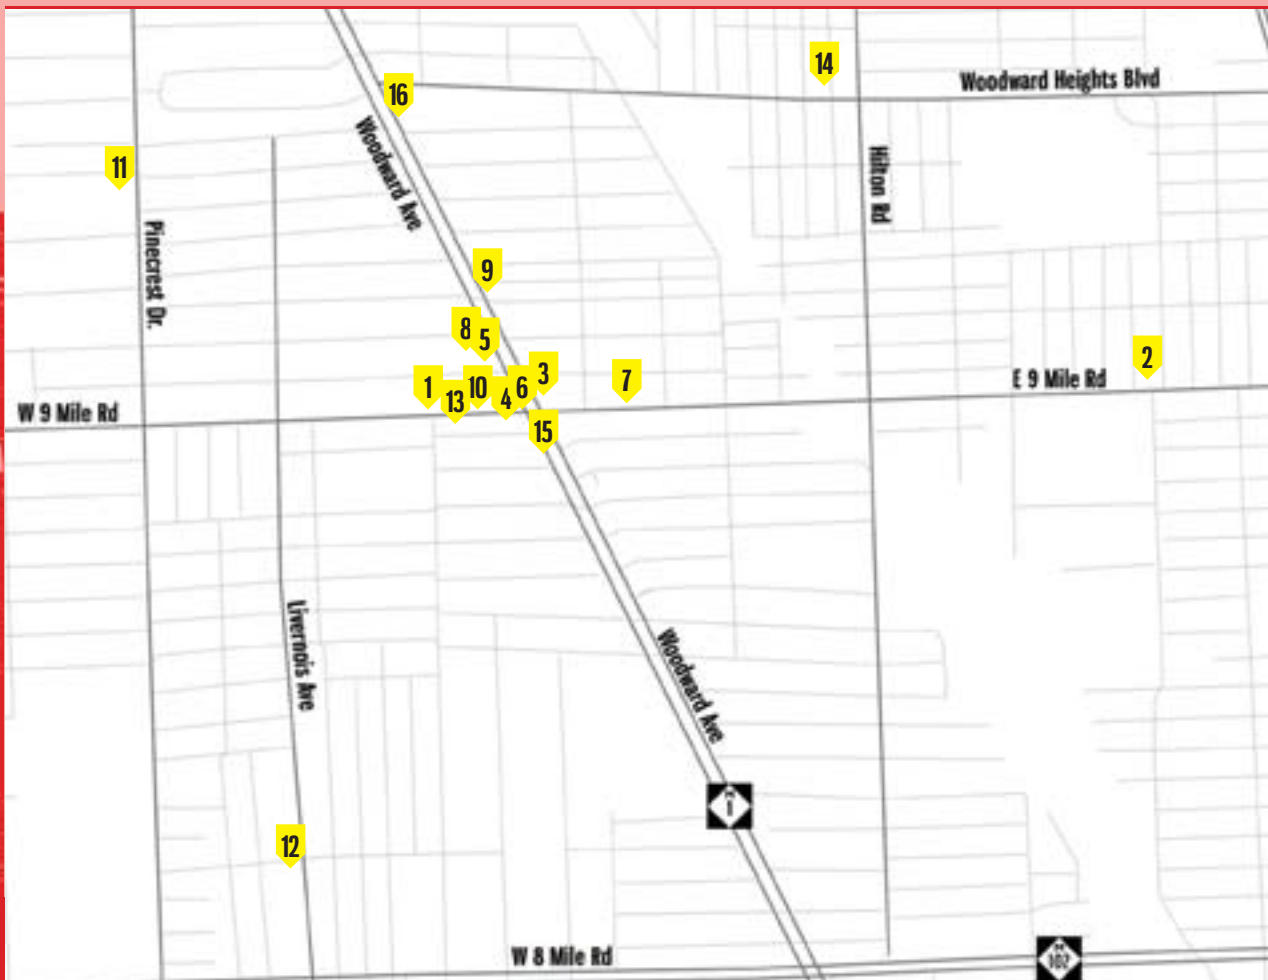 14
Woodward Heights Blvd
16
Woodward Ave
11
Hilton Rd
Pinecrest Dr.
9
8
5
2
3
7
1
10
6
E 9 Mile Rd
13
4
W 9 Mile Rd
15
Livernois Ave
Woodward Ave
M
1
12
W 8 Mile Rd
M
102